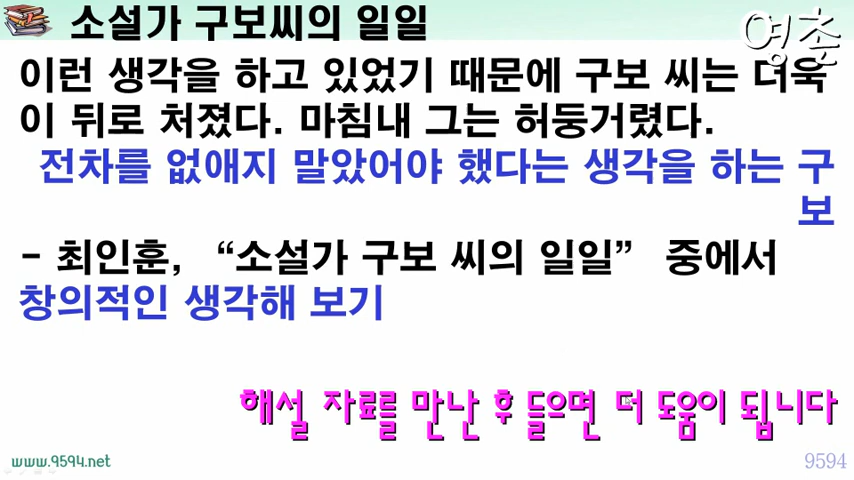 소설가 구보씨의 일일
영촌
이런 생각을 하고 있었기 때문에 구보 씨는 더욱
이 뒤로 처졌다. 마침내 그는 허둥거렸다.
전차를 없애지 말았어야 했다는 생각을 하는 구
보
- 최인훈, “소설가 구보 씨의 일일” 중에서
창의적인 생각해 보기
해설 자료를 만난 후 들으면 더 도움이 됩니다
www.9594.net
9594